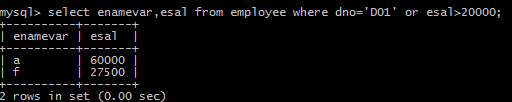 mysql> select enamevar,esal from employee where dno='D01' or esal>20000;
+----------+-------+
| enamevar | esal  |
+----------+-------+
| a        | 60000 |
| f        | 27500 |
+----------+-------+
2 rows in set (0.00 sec)